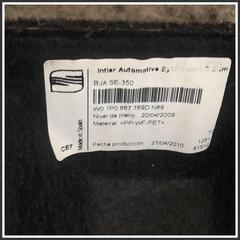 Intier Automotive
BJA SE-350
W0 1P0 867 769D N89
Nivel de plano: 20/04/2009
Material: >PP-WF-PET<
Fecha producción: 27/04/2010
Made in Spain
CE7